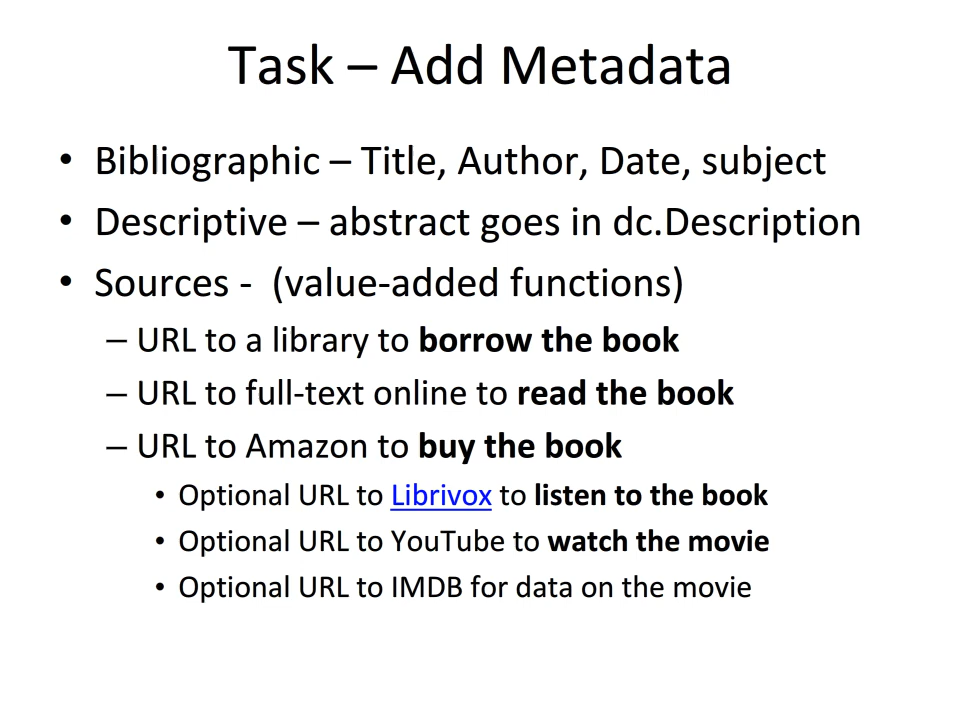 Task – Add Metadata
• Bibliographic – Title, Author, Date, subject
• Descriptive – abstract goes in dc.Description
• Sources - (value-added functions)
– URL to a library to borrow the book
– URL to full-text online to read the book
– URL to Amazon to buy the book
• Optional URL to Librivox to listen to the book
• Optional URL to YouTube to watch the movie
• Optional URL to IMDB for data on the movie